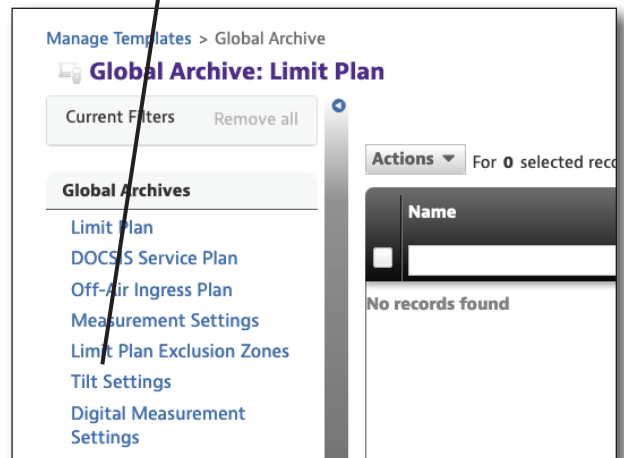 Manage Templates > Global Archive
Global Archive: Limit Plan
Current Filters Remove all
Actions For 0 selected reco
Global Archives
Name
Limit Plan
DOCSIS Service Plan
Off-Air Ingress Plan
Measurement Settings
Limit Plan Exclusion Zones
Tilt Settings
Digital Measurement
Settings
No records found